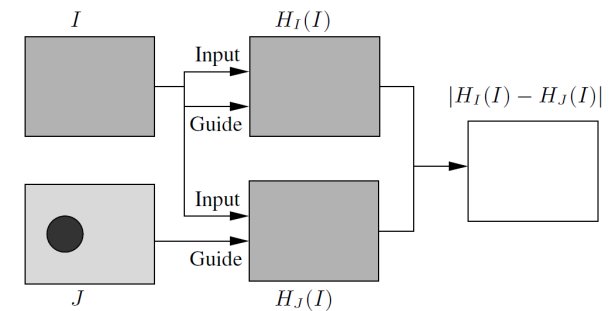 I
H_I(I)
Input
Guide
|H_I(I) − H_J(I)|
Input
Guide
J
H_J(I)